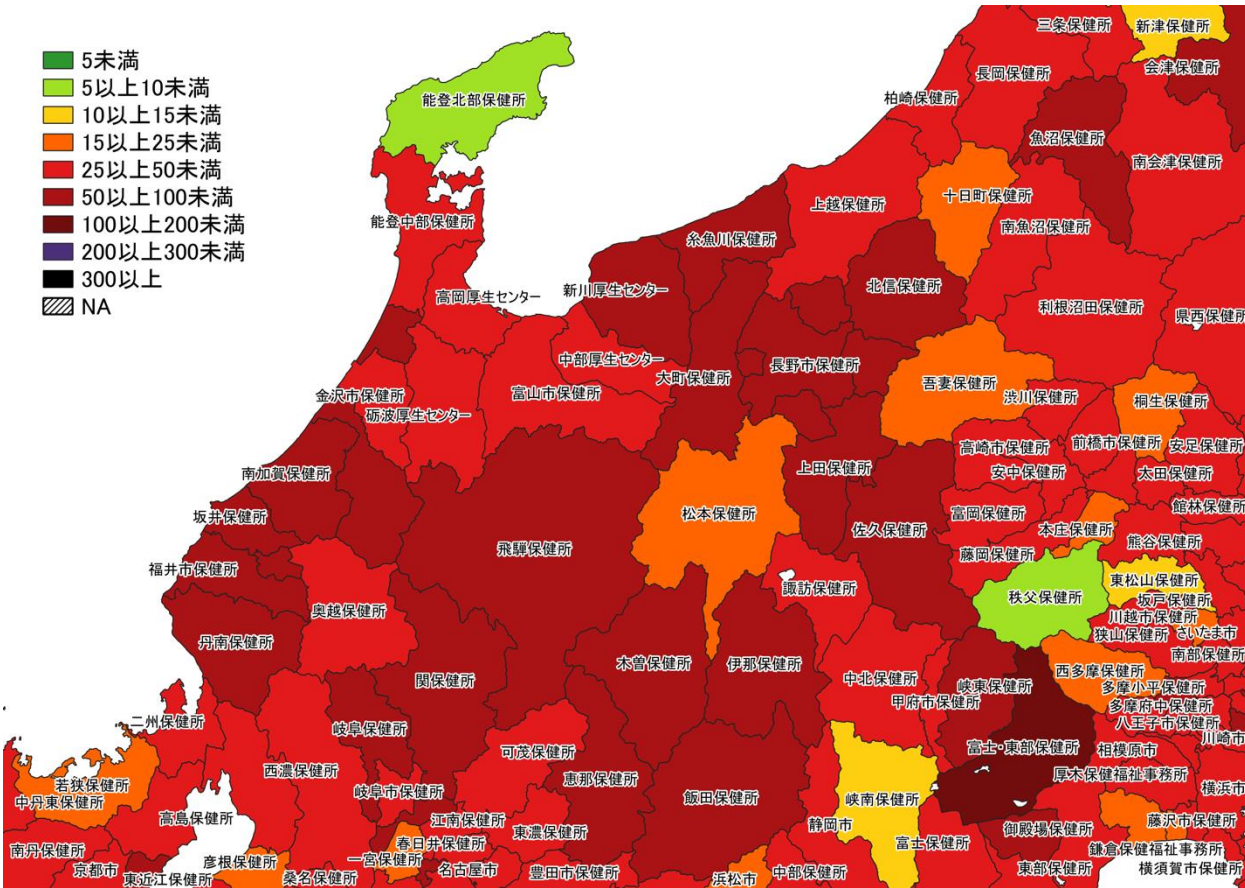 5未満
5以上10未満
10以上15未満
15以上25未満
25以上50未満
50以上100未満
100以上200未満
200以上300未満
300以上
NA
三条保健所
新津保健所
長岡保健所
会津保健所
能登北部保健所
柏崎保健所
魚沼保健所
南会津保健所
十日町保健所
上越保健所
能登中部保健所
南魚沼保健所
糸魚川保健所
新川厚生センター
高岡厚生センター
北信保健所
利根沼田保健所
県西保健所
中部厚生センター
長野市保健所
大町保健所
吾妻保健所
金沢市保健所
富山市保健所
渋川保健所
桐生保健所
砺波厚生センター
高崎市保健所
前橋市保健所
安足保健所
南加賀保健所
上田保健所
安中保健所
太田保健所
館林保健所
坂井保健所
松本保健所
富岡保健所
佐久保健所
本庄保健所
熊谷保健所
飛騨保健所
藤岡保健所
福井市保健所
東松山保健所
諏訪保健所
秩父保健所
坂戸保健所
奥越保健所
川越市保健所
狭山保健所
さいたま市
丹南保健所
南部保健所
木曽保健所
伊那保健所
峡東保健所
西多摩保健所
関保健所
中北保健所
多摩小平保健所
甲府市保健所
多摩府中保健所
二州保健所
八王子市保健所
岐阜保健所
川崎市
可茂保健所
富士・東部保健所
相模原市
西濃保健所
恵那保健所
厚木保健福祉事務所
若狭保健所
岐阜市保健所
飯田保健所
峡南保健所
横浜市
中丹東保健所
高島保健所
江南保健所
静岡市
御殿場保健所
藤沢市保健所
東濃保健所
富士保健所
春日井保健所
南丹保健所
鎌倉保健福祉事務所
彦根保健所
一宮保健所
京都市
桑名保健所
名古屋市
豊田市保健所
中部保健所
東部保健所
横須賀市保健所
東近江保健所
浜松市